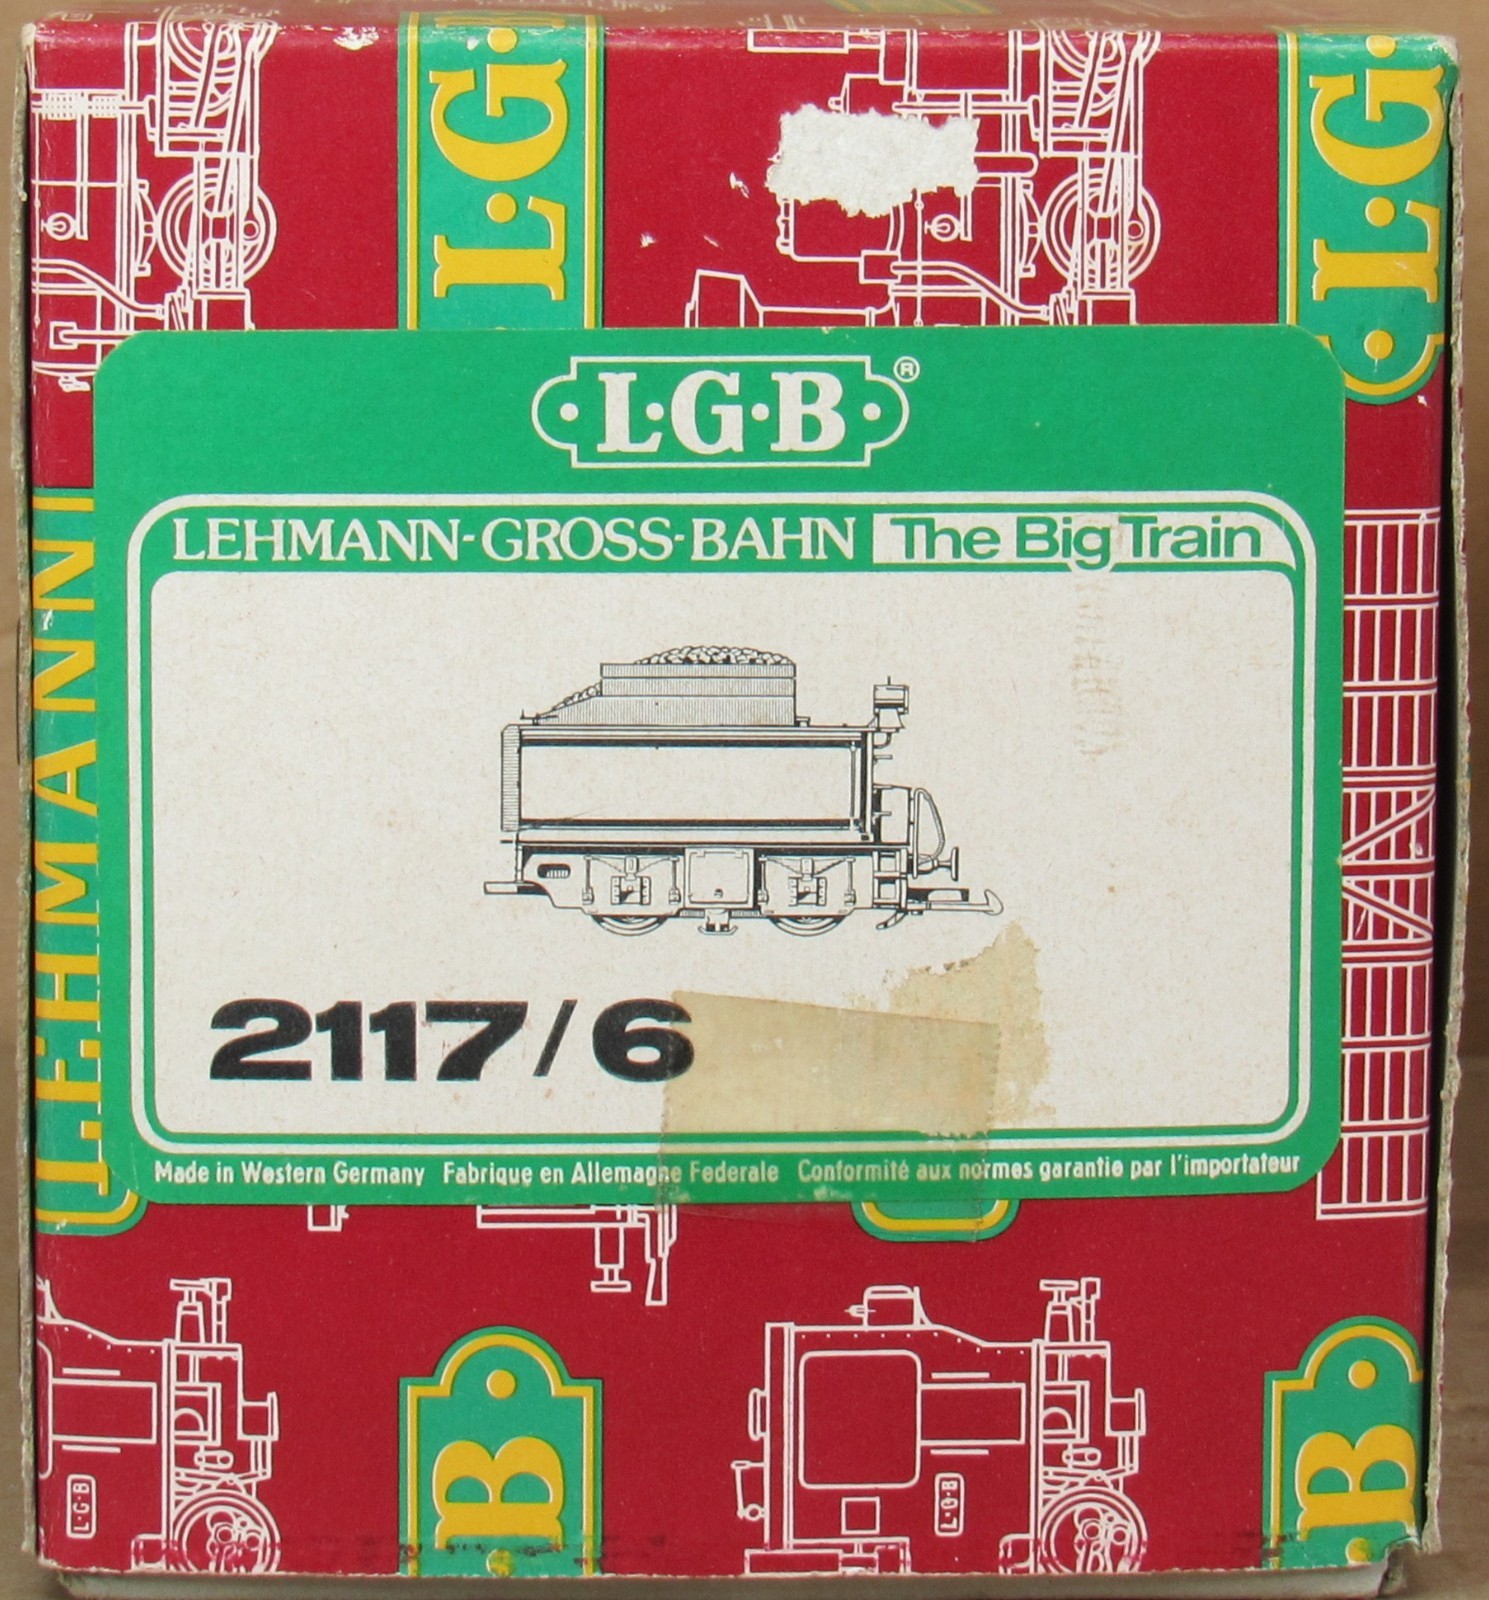 L·G·
L·G·
L·G·B®
LEHMANN-GROSS-BAHN The Big Train
LEHMANN
2117/6
Made in Western Germany Fabrique en Allemagne Federale Conformité aux normes garantie par l'importateur
B
B
L·G·B
L·G·B